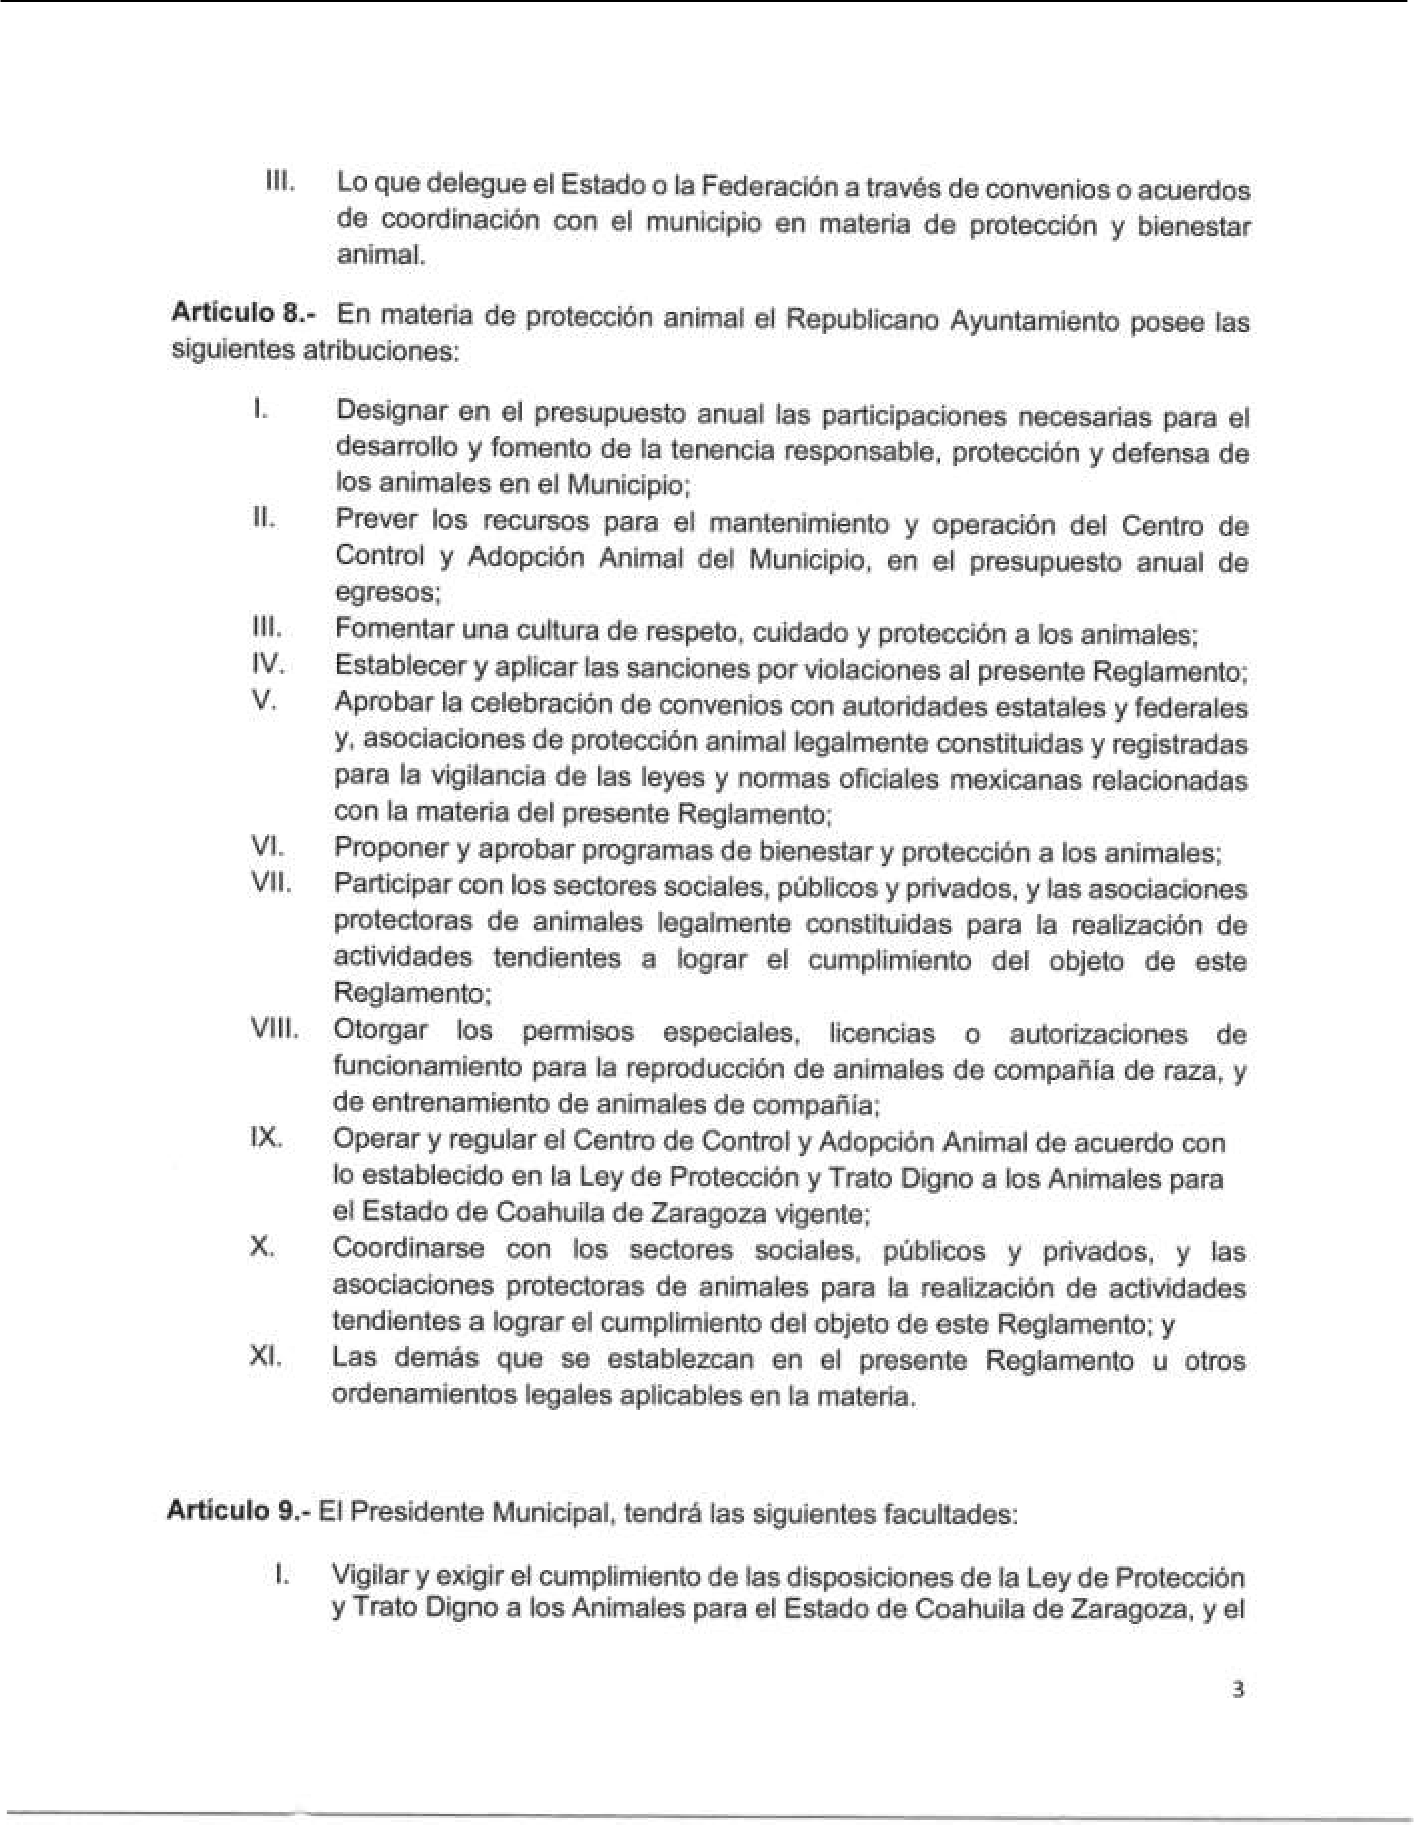 III. Lo que delegue el Estado o la Federación a través de convenios o acuerdos
de coordinación con el municipio en materia de protección y bienestar
animal.
Artículo 8.- En materia de protección animal el Republicano Ayuntamiento posee las
siguientes atribuciones:
I. Designar en el presupuesto anual las participaciones necesarias para el
desarrollo y fomento de la tenencia responsable, protección y defensa de
los animales en el Municipio;
II. Prever los recursos para el mantenimiento y operación del Centro de
Control y Adopción Animal del Municipio, en el presupuesto anual de
egresos;
III. Fomentar una cultura de respeto, cuidado y protección a los animales;
IV. Establecer y aplicar las sanciones por violaciones al presente Reglamento;
V. Aprobar la celebración de convenios con autoridades estatales y federales
y, asociaciones de protección animal legalmente constituidas y registradas
para la vigilancia de las leyes y normas oficiales mexicanas relacionadas
con la materia del presente Reglamento;
VI. Proponer y aprobar programas de bienestar y protección a los animales;
VII. Participar con los sectores sociales, públicos y privados, y las asociaciones
protectoras de animales legalmente constituidas para la realización de
actividades tendientes a lograr el cumplimiento del objeto de este
Reglamento;
VIII. Otorgar los permisos especiales, licencias o autorizaciones de
funcionamiento para la reproducción de animales de compañía de raza, y
de entrenamiento de animales de compañía;
IX. Operar y regular el Centro de Control y Adopción Animal de acuerdo con
lo establecido en la Ley de Protección y Trato Digno a los Animales para
el Estado de Coahuila de Zaragoza vigente;
X. Coordinarse con los sectores sociales, públicos y privados, y las
asociaciones protectoras de animales para la realización de actividades
tendientes a lograr el cumplimiento del objeto de este Reglamento; y
XI. Las demás que se establezcan en el presente Reglamento u otros
ordenamientos legales aplicables en la materia.
Artículo 9.- El Presidente Municipal, tendrá las siguientes facultades:
I. Vigilar y exigir el cumplimiento de las disposiciones de la Ley de Protección
y Trato Digno a los Animales para el Estado de Coahuila de Zaragoza, y el
3